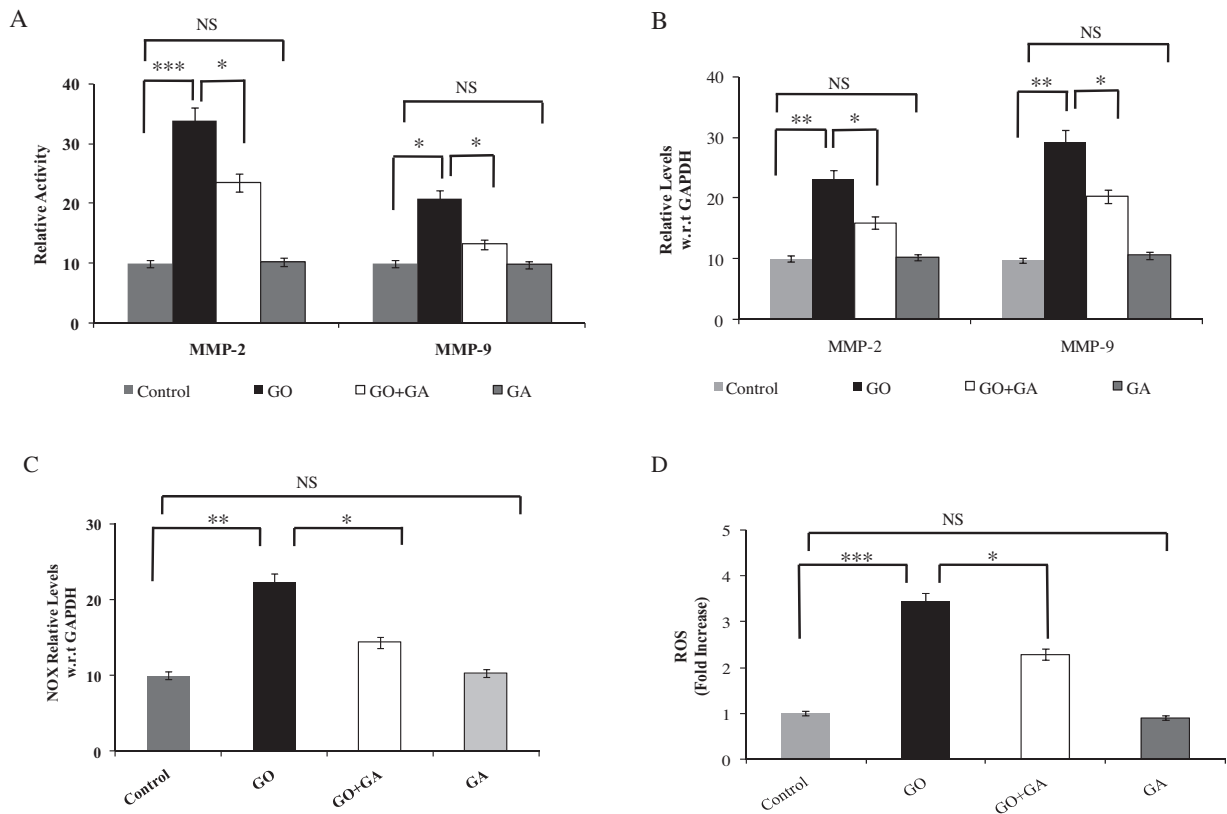 A
NS
*** *
NS
* *
40
30
20
10
0
Relative Activity
MMP-2 MMP-9
Control GO GO+GA GA
B
NS
** *
NS
** *
40
30
20
10
0
Relative Levels
w.r.t GAPDH
MMP-2 MMP-9
Control GO GO+GA GA
C
NS
** *
30
20
10
0
NOX Relative Levels
w.r.t GAPDH
Control GO GO+GA GA
D
NS
*** *
5
4
3
2
1
0
ROS
(Fold Increase)
Control GO GO+GA GA